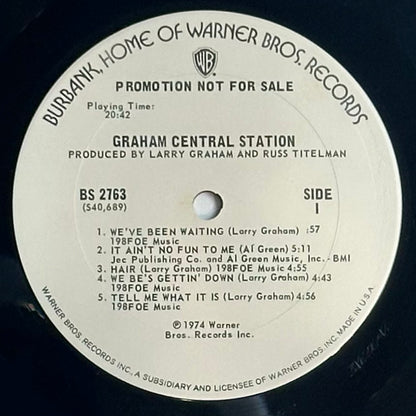 BURBANK, HOME OF WARNER BROS. RECORDS
WB
PROMOTION NOT FOR SALE
Playing Time:
20:42
GRAHAM CENTRAL STATION
PRODUCED BY LARRY GRAHAM AND RUSS TITELMAN
BS 2763
(S40,689)
SIDE
1
1. WE'VE BEEN WAITING (Larry Graham) :57
198FOE Music
2. IT AIN'T NO FUN TO ME (Al Green) 5:11
Jec Publishing Co. and Al Green Music, Inc. - BMI
3. HAIR (Larry Graham) 198FOE Music 4:55
4. WE BE'S GETTIN' DOWN (Larry Graham) 4:43
198FOE Music
5. TELL ME WHAT IT IS (Larry Graham) 4:56
198FOE Music
℗ 1974 Warner
Bros. Records Inc.
WARNER BROS. RECORDS INC., A SUBSIDIARY AND LICENSEE OF WARNER BROS. INC. MADE IN U.S.A.